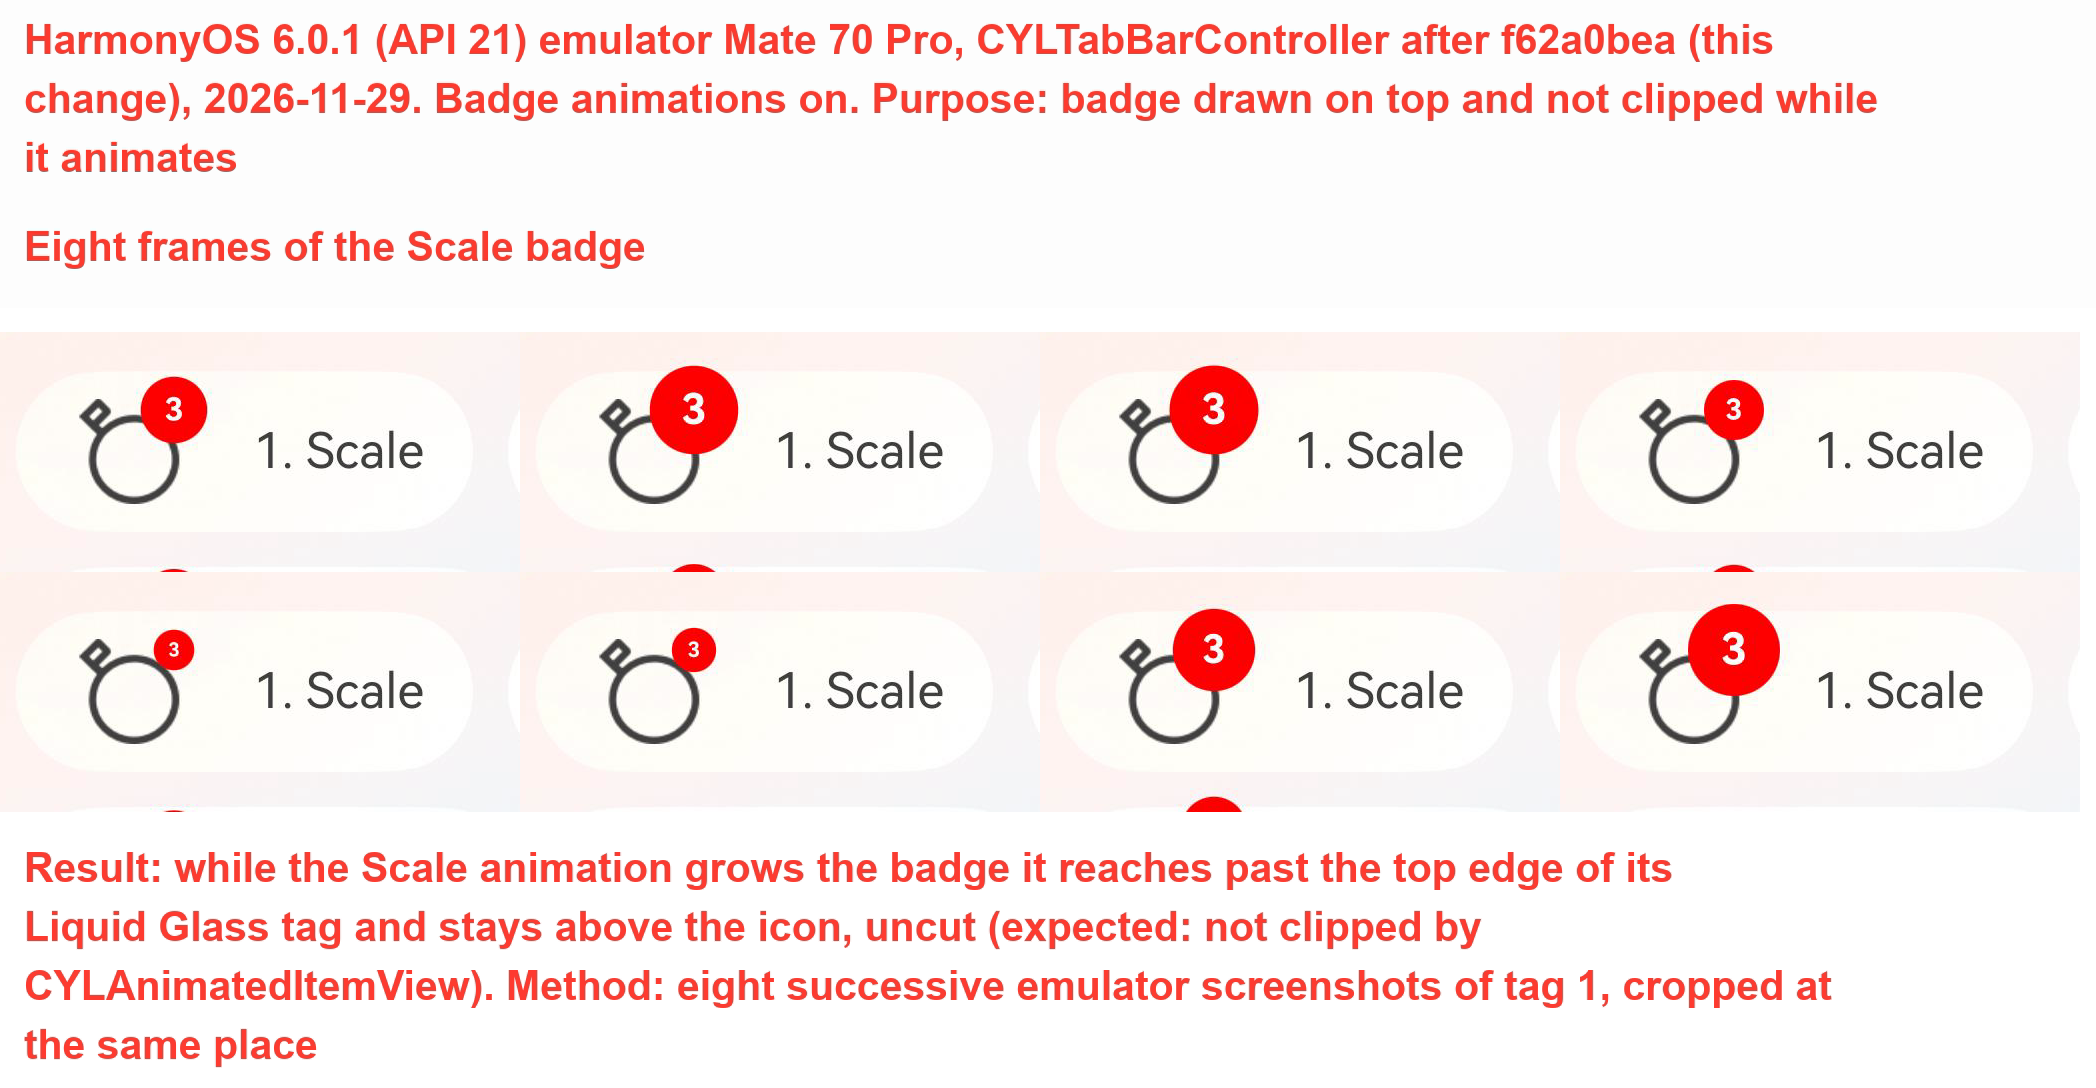 HarmonyOS 6.0.1 (API 21) emulator Mate 70 Pro, CYLTabBarController after f62a0bea (this
change), 2026-11-29. Badge animations on. Purpose: badge drawn on top and not clipped while
it animates
Eight frames of the Scale badge
3 1. Scale 3 1. Scale 3 1. Scale 3 1. Scale
3 1. Scale 3 1. Scale 3 1. Scale 3 1. Scale
Result: while the Scale animation grows the badge it reaches past the top edge of its
Liquid Glass tag and stays above the icon, uncut (expected: not clipped by
CYLAnimatedItemView). Method: eight successive emulator screenshots of tag 1, cropped at
the same place